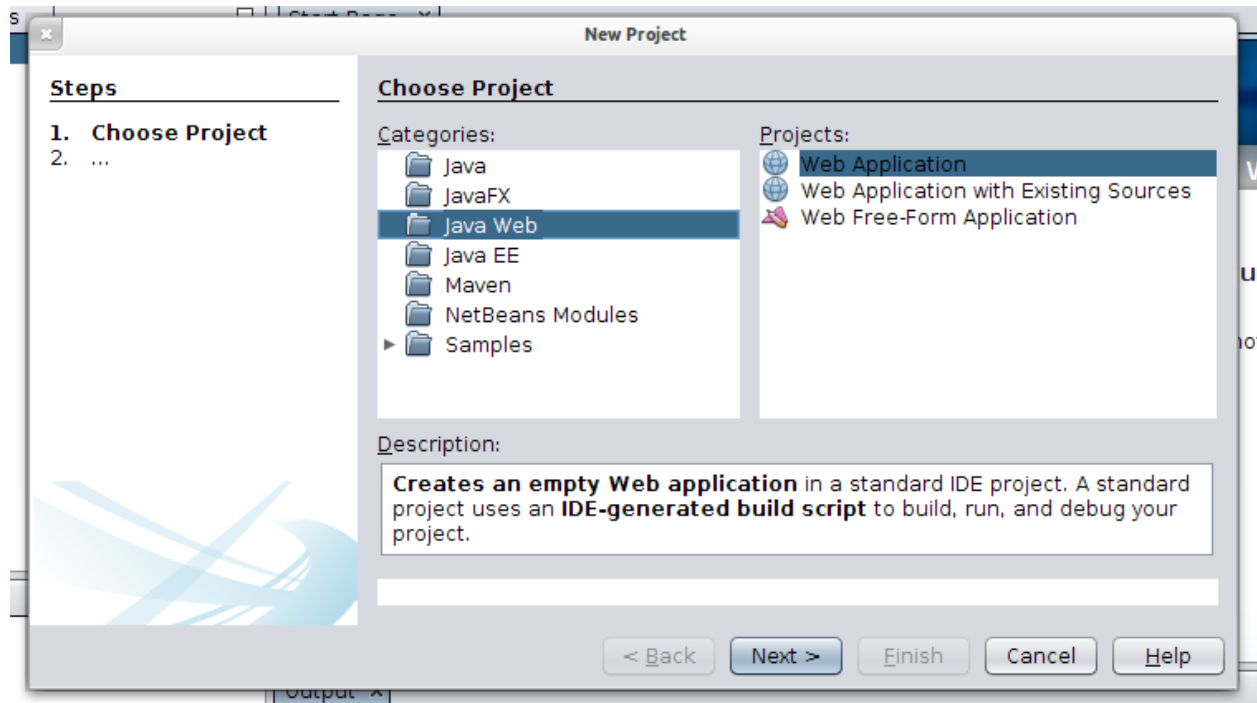 Start Page
New Project
Steps
1. Choose Project
2. ...
Choose Project
Categories:
Java
JavaFX
Java Web
Java EE
Maven
NetBeans Modules
Samples
Projects:
Web Application
Web Application with Existing Sources
Web Free-Form Application
Description:
Creates an empty Web application in a standard IDE project. A standard
project uses an IDE-generated build script to build, run, and debug your
project.
< Back
Next >
Finish
Cancel
Help
Output